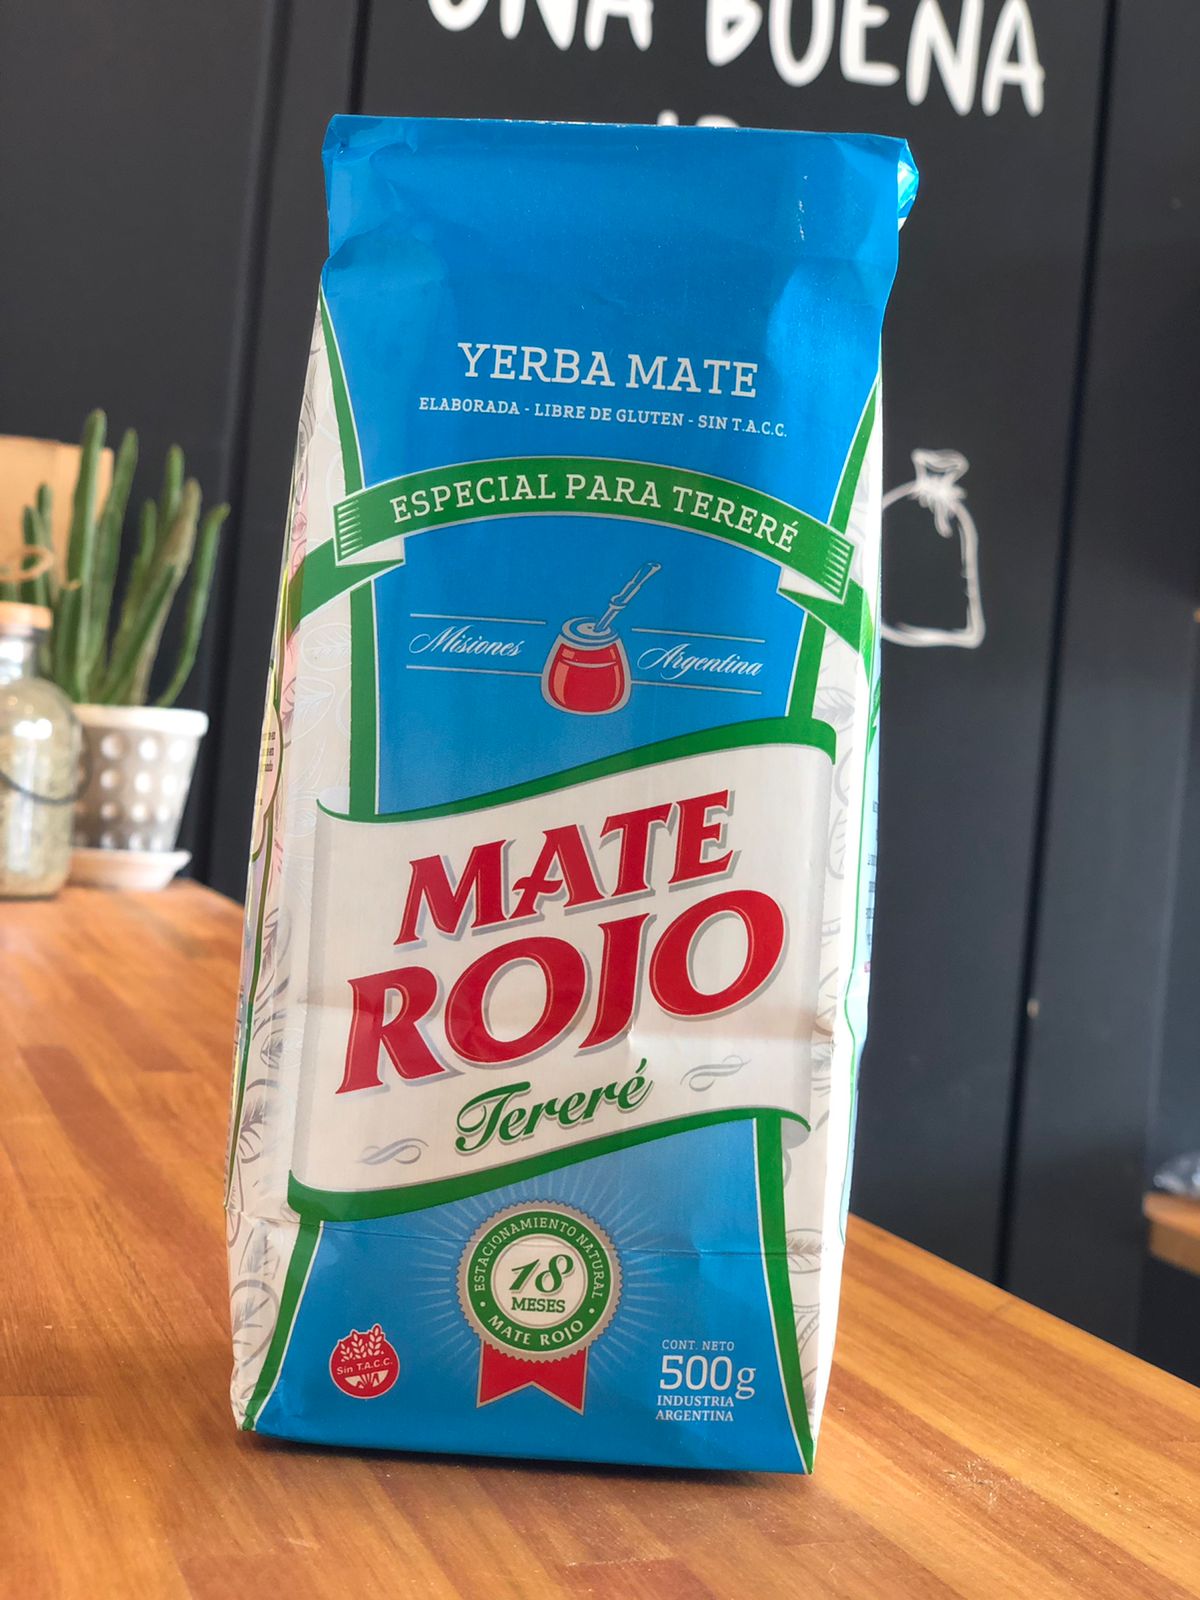 UNA BUENA
YERBA MATE
ELABORADA - LIBRE DE GLUTEN - SIN T.A.C.C.
ESPECIAL PARA TERERÉ
Misiones Argentina
MATE
ROJO
Tereré
ESTACIONAMIENTO NATURAL
18
MESES
• MATE ROJO •
Sin T.A.C.C.
CONT. NETO
500g
INDUSTRIA
ARGENTINA